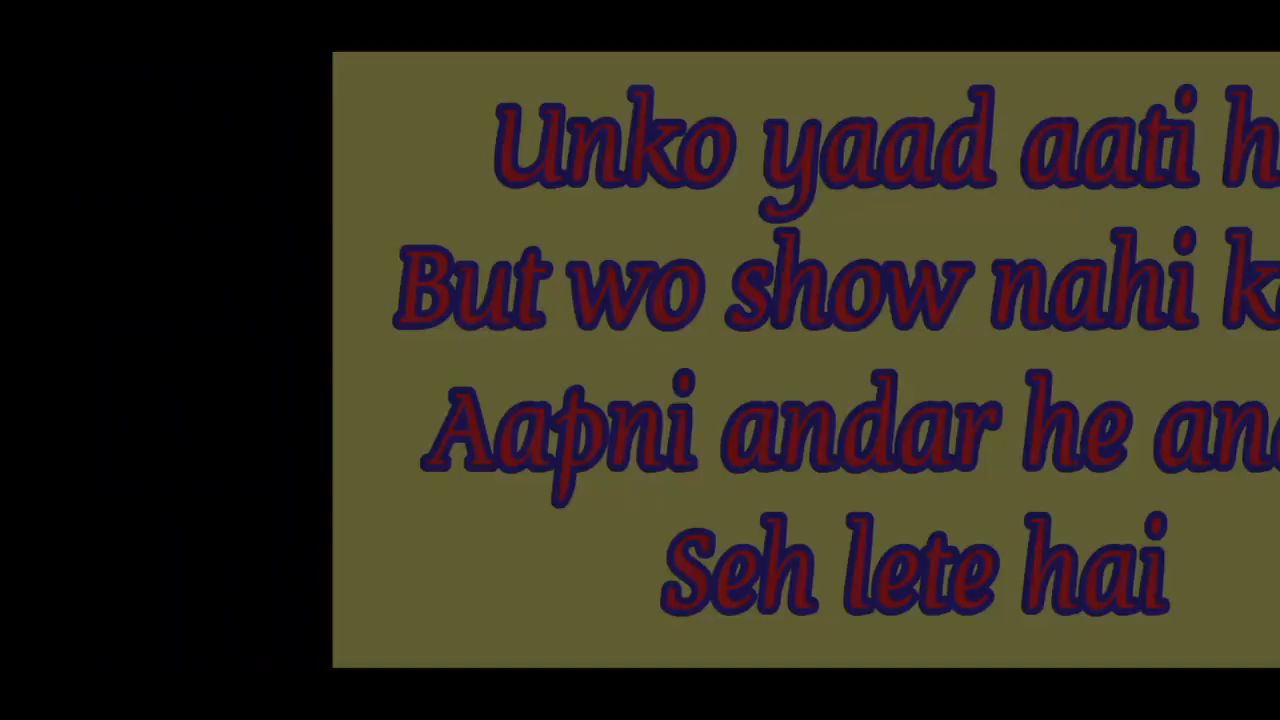 Unko yaad aati h
But wo show nahi k
Aapni andar he an
Seh lete hai